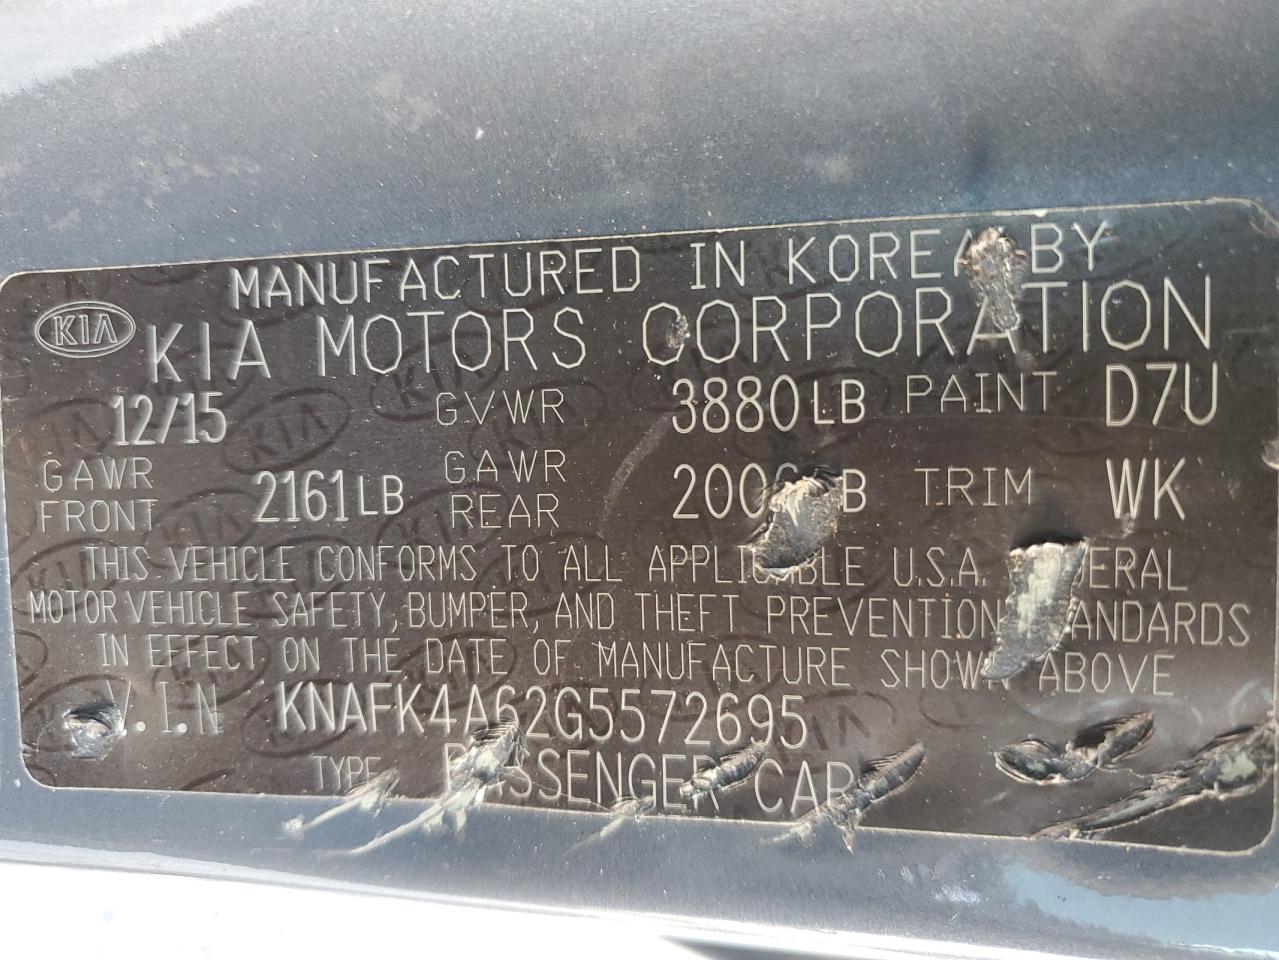 MANUFACTURED IN KOREA BY
KIA KIA MOTORS CORPORATION
12/15 GVWR 3880LB PAINT D7U
GAWR FRONT 2161LB GAWR REAR TRIM WK
THIS VEHICLE CONFORMS TO ALL APPLICABLE U.S.A. FEDERAL
MOTOR VEHICLE SAFETY, BUMPER, AND THEFT PREVENTION STANDARDS
IN EFFECT ON THE DATE OF MANUFACTURE SHOWN ABOVE
V.I.N KNAFK4A62G5572695
TYPE PASSENGER CAR